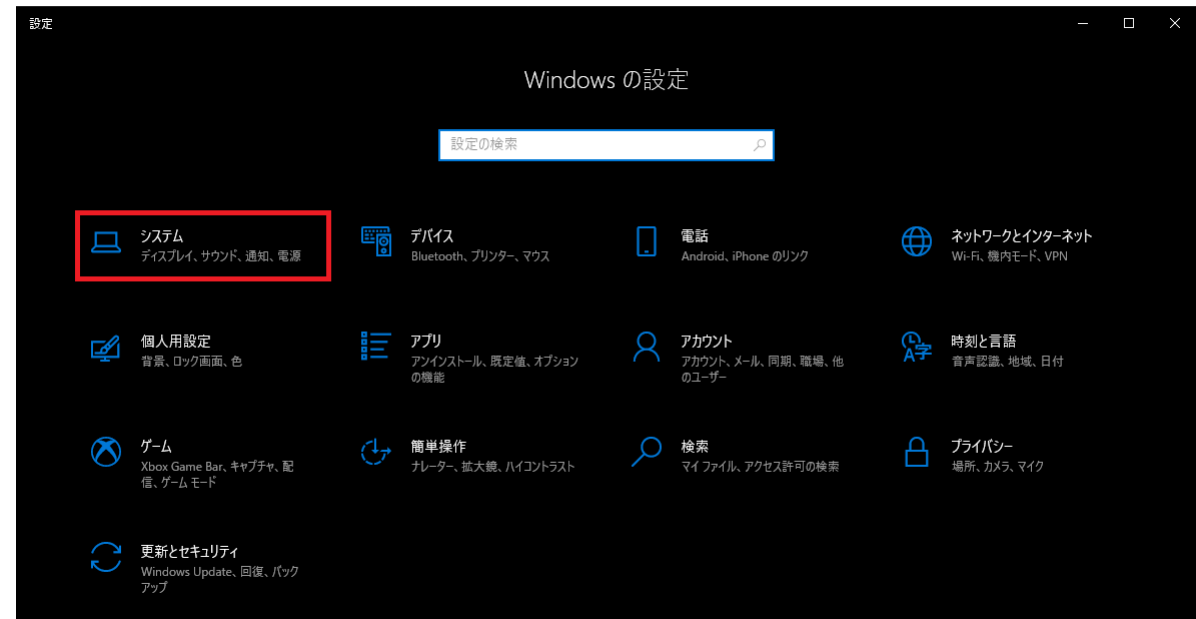 設定
Windows の設定
設定の検索
システム
ディスプレイ、サウンド、通知、電源
デバイス
Bluetooth、プリンター、マウス
電話
Android、iPhone のリンク
ネットワークとインターネット
Wi-Fi、機内モード、VPN
個人用設定
背景、ロック画面、色
アプリ
アンインストール、既定値、オプション
の機能
アカウント
アカウント、メール、同期、職場、他
のユーザー
時刻と言語
音声認識、地域、日付
ゲーム
Xbox Game Bar、キャプチャ、配
信、ゲーム モード
簡単操作
ナレーター、拡大鏡、ハイコントラスト
検索
マイ ファイル、アクセス許可の検索
プライバシー
場所、カメラ、マイク
更新とセキュリティ
Windows Update、回復、バック
アップ